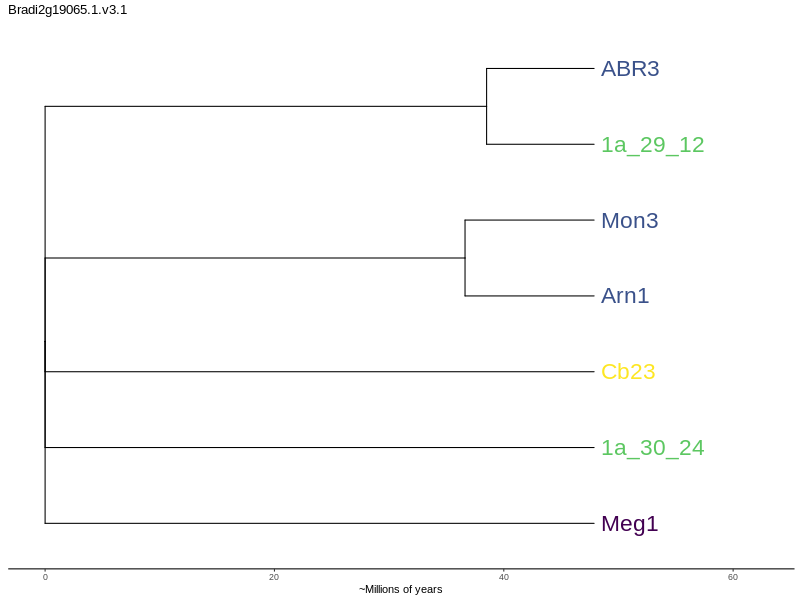 Bradi2g19065.1.v3.1
ABR3
1a_29_12
Mon3
Arn1
Cb23
1a_30_24
Meg1
0 20 40 60
~Millions of years